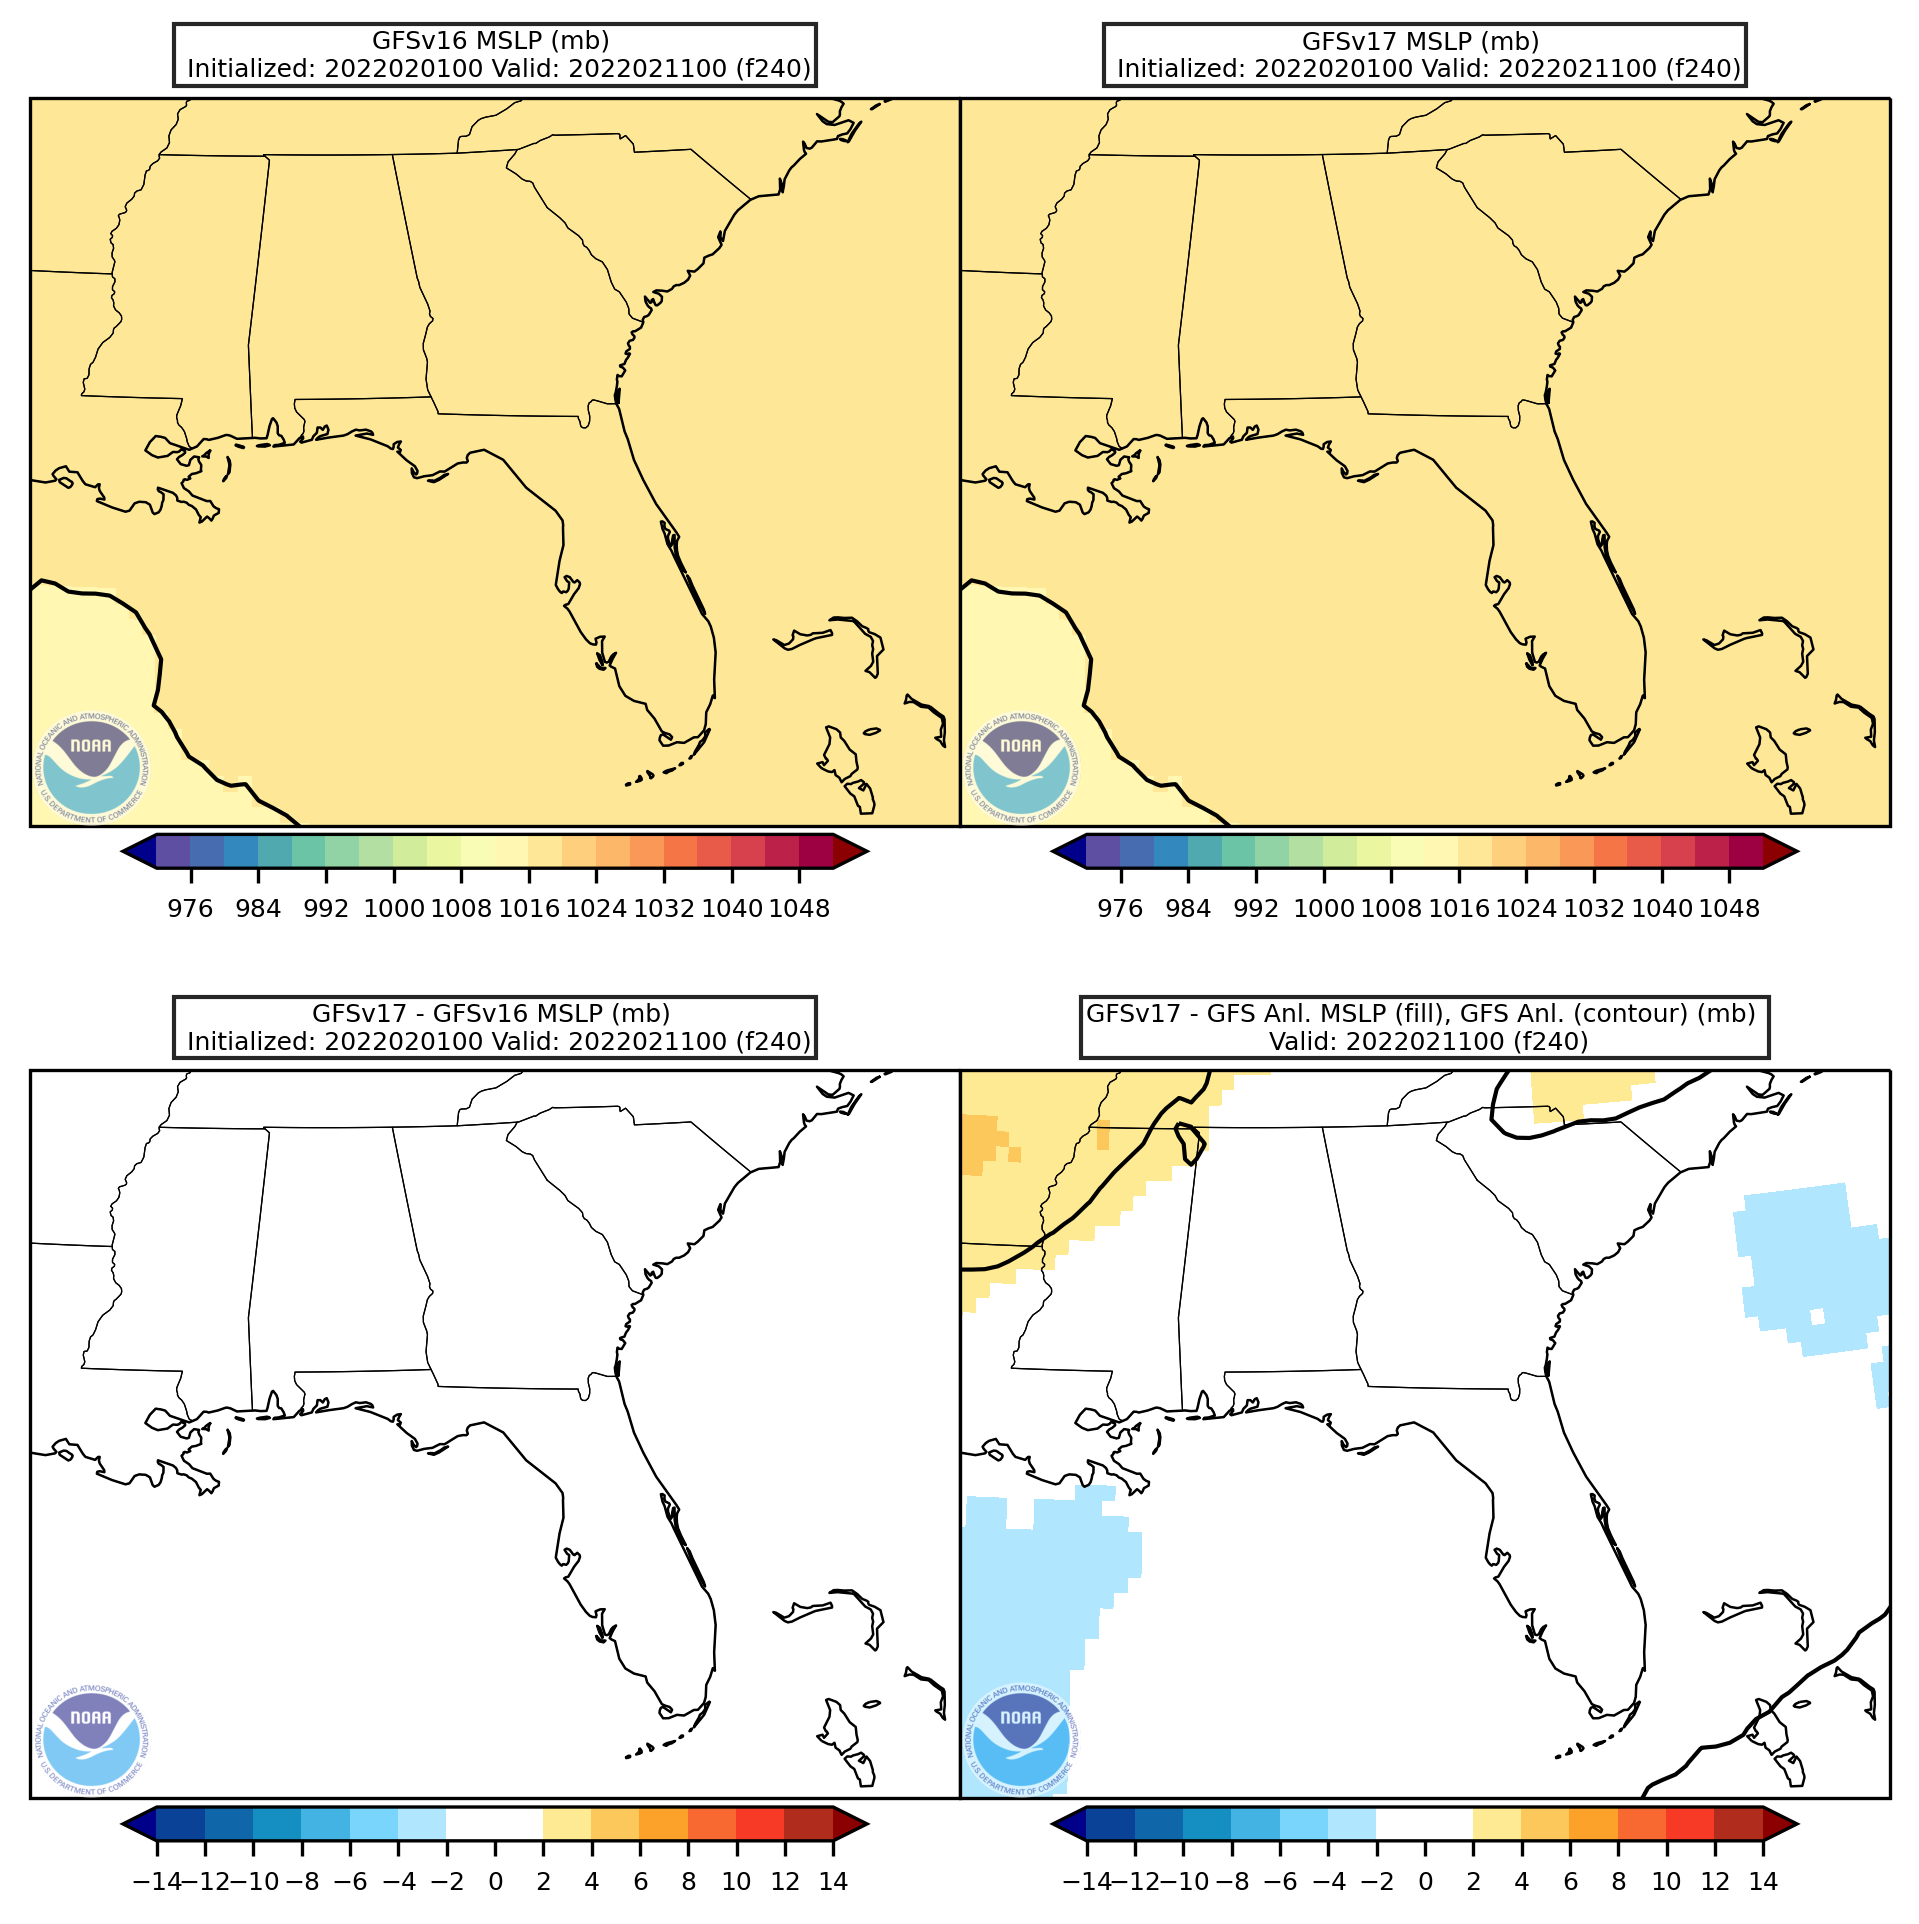 GFSv16 MSLP (mb)
Initialized: 2022020100 Valid: 2022021100 (f240)
GFSv17 MSLP (mb)
Initialized: 2022020100 Valid: 2022021100 (f240)
NATIONAL OCEANIC AND ATMOSPHERIC ADMINISTRATION
NOAA
U.S. DEPARTMENT OF COMMERCE
NATIONAL OCEANIC AND ATMOSPHERIC ADMINISTRATION
NOAA
U.S. DEPARTMENT OF COMMERCE
976 984 992 1000 1008 1016 1024 1032 1040 1048
976 984 992 1000 1008 1016 1024 1032 1040 1048
GFSv17 - GFSv16 MSLP (mb)
Initialized: 2022020100 Valid: 2022021100 (f240)
GFSv17 - GFS Anl. MSLP (fill), GFS Anl. (contour) (mb)
Valid: 2022021100 (f240)
NATIONAL OCEANIC AND ATMOSPHERIC ADMINISTRATION
NOAA
U.S. DEPARTMENT OF COMMERCE
NATIONAL OCEANIC AND ATMOSPHERIC ADMINISTRATION
NOAA
U.S. DEPARTMENT OF COMMERCE
−14 −12 −10 −8 −6 −4 −2 0 2 4 6 8 10 12 14
−14 −12 −10 −8 −6 −4 −2 0 2 4 6 8 10 12 14